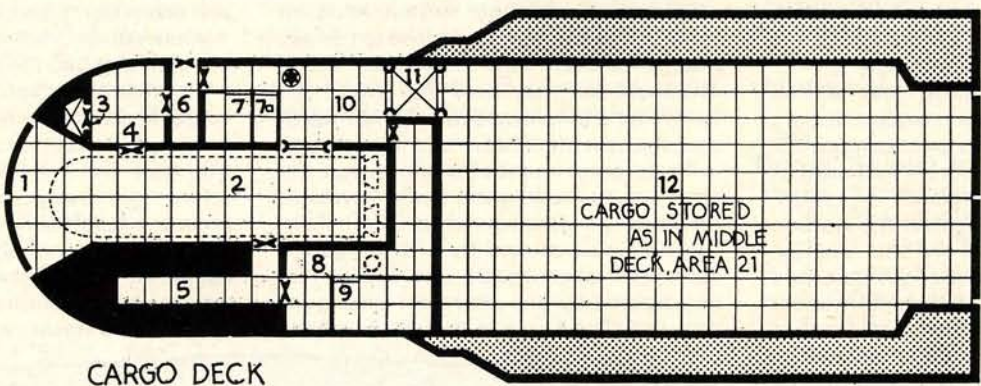 11
3
6
7
7a
10
4
1
2
12
CARGO STORED
AS IN MIDDLE
DECK, AREA 21
8
5
9
CARGO DECK